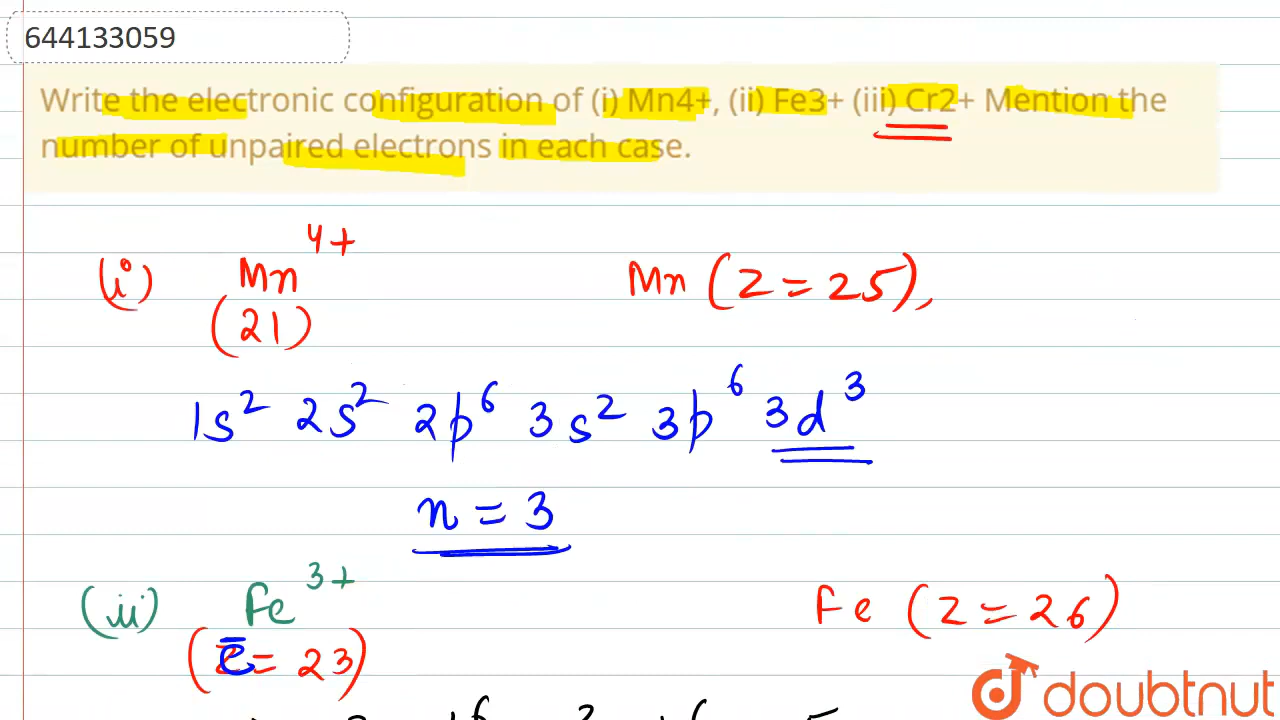 644133059
Write the electronic configuration of (i) Mn4+, (ii) Fe3+ (iii) Cr2+ Mention the
number of unpaired electrons in each case.
(i) Mn⁴⁺ Mn (Z = 25),
(21)
1s² 2s² 2p⁶ 3s² 3p⁶ 3d³
n = 3
(ii) Fe³⁺ Fe (Z = 26)
(e̅ = 23)
doubtnut